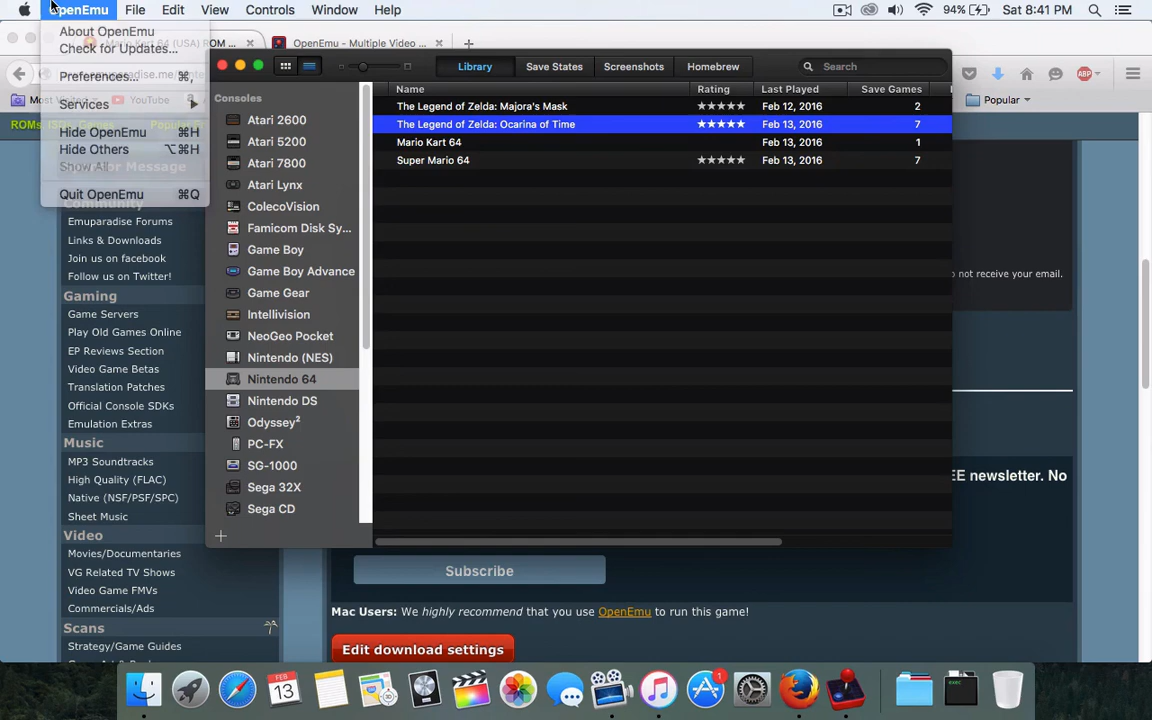 OpenEmu File Edit View Controls Window Help 94% Sat 8:41 PM
About OpenEmu
Check for Updates...
Preferences... ⌘,
Services
Hide OpenEmu ⌘H
Hide Others ⌥⌘H
Show All
Quit OpenEmu ⌘Q
(USA) ROM ...
OpenEmu - Multiple Video ...
YouTube
Popular
ABP
Library Save States Screenshots Homebrew Search
Consoles
Atari 2600
Atari 5200
Atari 7800
Atari Lynx
ColecoVision
Famicom Disk Sy...
Game Boy
Game Boy Advance
Game Gear
Intellivision
NeoGeo Pocket
Nintendo (NES)
Nintendo 64
Nintendo DS
Odyssey²
PC-FX
SG-1000
Sega 32X
Sega CD
Name Rating Last Played Save Games
The Legend of Zelda: Majora's Mask ★★★★★ Feb 12, 2016 2
The Legend of Zelda: Ocarina of Time ★★★★★ Feb 13, 2016 7
Mario Kart 64 Feb 13, 2016 1
Super Mario 64 ★★★★★ Feb 13, 2016 7
Message
Community
Emuparadise Forums
Links & Downloads
Join us on facebook
Follow us on Twitter!
Gaming
Game Servers
Play Old Games Online
EP Reviews Section
Video Game Betas
Translation Patches
Official Console SDKs
Emulation Extras
Music
MP3 Soundtracks
High Quality (FLAC)
Native (NSF/PSF/SPC)
Sheet Music
Video
Movies/Documentaries
VG Related TV Shows
Video Game FMVs
Commercials/Ads
Scans
Strategy/Game Guides
o not receive your email.
EE newsletter. No
Subscribe
Mac Users: We highly recommend that you use OpenEmu to run this game!
Edit download settings
FEB
13
1